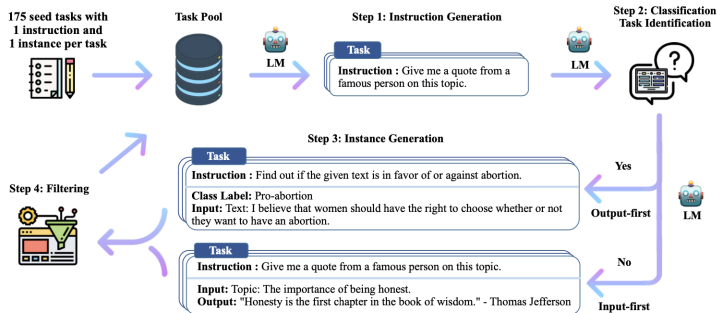 175 seed tasks with
1 instruction and
1 instance per task
Task Pool
Step 1: Instruction Generation
Step 2: Classification
Task Identification
LM
Task
Instruction : Give me a quote from a
famous person on this topic.
LM
Step 3: Instance Generation
Task
Instruction : Find out if the given text is in favor of or against abortion.
Class Label: Pro-abortion
Input: Text: I believe that women should have the right to choose whether or not
they want to have an abortion.
Yes
Output-first
LM
Step 4: Filtering
Task
Instruction : Give me a quote from a famous person on this topic.
Input: Topic: The importance of being honest.
Output: "Honesty is the first chapter in the book of wisdom." - Thomas Jefferson
No
Input-first